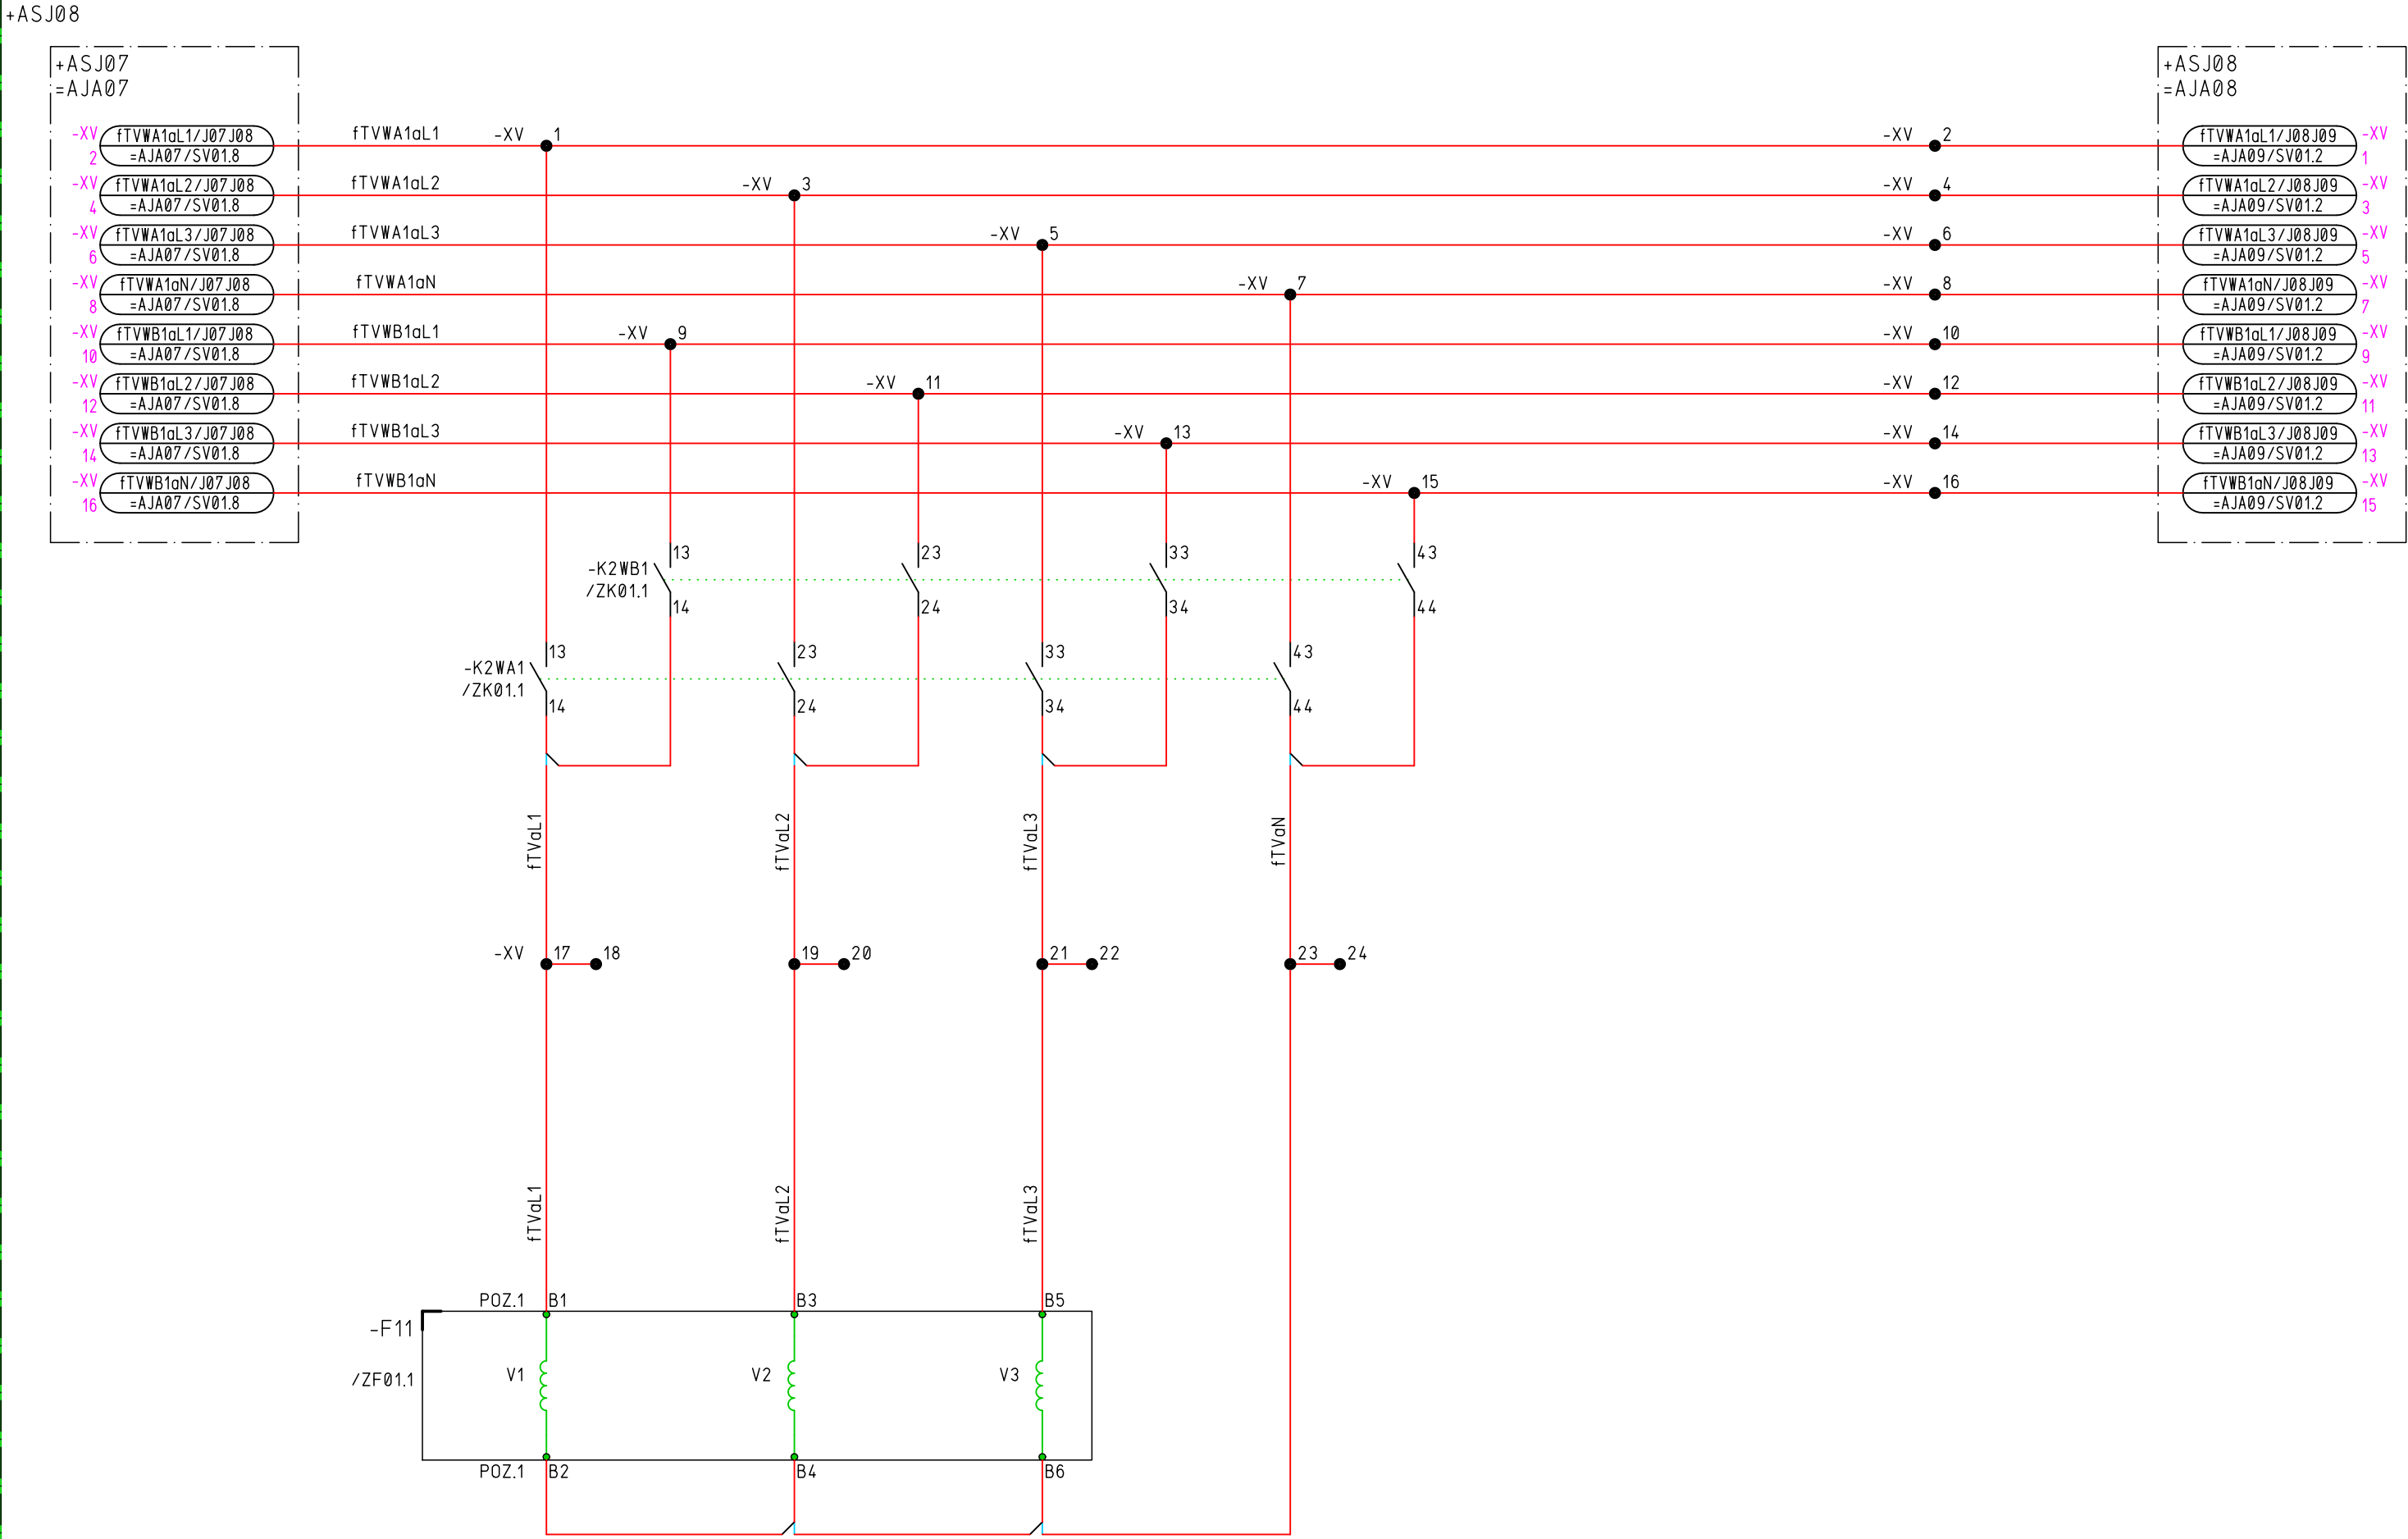 +ASJ08
+ASJ07
=AJA07
+ASJ08
=AJA08
-XV fTVWA1aL1/J07J08 fTVWA1aL1 -XV 1 -XV 2 fTVWA1aL1/J08J09 -XV
2 =AJA07/SV01.8 =AJA09/SV01.2 1
-XV fTVWA1aL2/J07J08 fTVWA1aL2 -XV 3 -XV 4 fTVWA1aL2/J08J09 -XV
4 =AJA07/SV01.8 =AJA09/SV01.2 3
-XV fTVWA1aL3/J07J08 fTVWA1aL3 -XV 5 -XV 6 fTVWA1aL3/J08J09 -XV
6 =AJA07/SV01.8 =AJA09/SV01.2 5
-XV fTVWA1aN/J07J08 fTVWA1aN -XV 7 -XV 8 fTVWA1aN/J08J09 -XV
8 =AJA07/SV01.8 =AJA09/SV01.2 7
-XV fTVWB1aL1/J07J08 fTVWB1aL1 -XV 9 -XV 10 fTVWB1aL1/J08J09 -XV
10 =AJA07/SV01.8 =AJA09/SV01.2 9
-XV fTVWB1aL2/J07J08 fTVWB1aL2 -XV 11 -XV 12 fTVWB1aL2/J08J09 -XV
12 =AJA07/SV01.8 =AJA09/SV01.2 11
-XV fTVWB1aL3/J07J08 fTVWB1aL3 -XV 13 -XV 14 fTVWB1aL3/J08J09 -XV
14 =AJA07/SV01.8 =AJA09/SV01.2 13
-XV fTVWB1aN/J07J08 fTVWB1aN -XV 15 -XV 16 fTVWB1aN/J08J09 -XV
16 =AJA07/SV01.8 =AJA09/SV01.2 15
13 23 33 43
-K2WB1
/ZK01.1
14 24 34 44
13 23 33 43
-K2WA1
/ZK01.1
14 24 34 44
fTVaL1 fTVaL2 fTVaL3 fTVaN
-XV 17 18 19 20 21 22 23 24
fTVaL1 fTVaL2 fTVaL3
POZ.1 B1 B3 B5
-F11
V1 V2 V3
/ZF01.1
POZ.1 B2 B4 B6